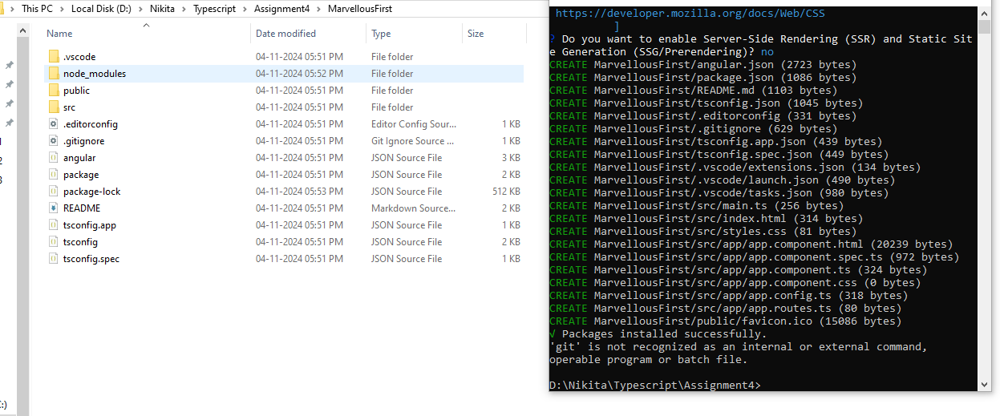 This PC > Local Disk (D:) > Nikita > Typescript > Assignment4 > MarvellousFirst
Name Date modified Type Size
.vscode 04-11-2024 05:51 PM File folder
node_modules 04-11-2024 05:52 PM File folder
public 04-11-2024 05:51 PM File folder
src 04-11-2024 05:51 PM File folder
.editorconfig 04-11-2024 05:51 PM Editor Config Sour... 1 KB
.gitignore 04-11-2024 05:51 PM Git Ignore Source ... 1 KB
angular 04-11-2024 05:51 PM JSON Source File 3 KB
package 04-11-2024 05:51 PM JSON Source File 2 KB
package-lock 04-11-2024 05:53 PM JSON Source File 512 KB
README 04-11-2024 05:51 PM Markdown Source... 2 KB
tsconfig.app 04-11-2024 05:51 PM JSON Source File 1 KB
tsconfig 04-11-2024 05:51 PM JSON Source File 2 KB
tsconfig.spec 04-11-2024 05:51 PM JSON Source File 1 KB
1
2
3
:)
https://developer.mozilla.org/docs/Web/CSS
]
? Do you want to enable Server-Side Rendering (SSR) and Static Sit
e Generation (SSG/Prerendering)? no
CREATE MarvellousFirst/angular.json (2723 bytes)
CREATE MarvellousFirst/package.json (1086 bytes)
CREATE MarvellousFirst/README.md (1103 bytes)
CREATE MarvellousFirst/tsconfig.json (1045 bytes)
CREATE MarvellousFirst/.editorconfig (331 bytes)
CREATE MarvellousFirst/.gitignore (629 bytes)
CREATE MarvellousFirst/tsconfig.app.json (439 bytes)
CREATE MarvellousFirst/tsconfig.spec.json (449 bytes)
CREATE MarvellousFirst/.vscode/extensions.json (134 bytes)
CREATE MarvellousFirst/.vscode/launch.json (490 bytes)
CREATE MarvellousFirst/.vscode/tasks.json (980 bytes)
CREATE MarvellousFirst/src/main.ts (256 bytes)
CREATE MarvellousFirst/src/index.html (314 bytes)
CREATE MarvellousFirst/src/styles.css (81 bytes)
CREATE MarvellousFirst/src/app/app.component.html (20239 bytes)
CREATE MarvellousFirst/src/app/app.component.spec.ts (972 bytes)
CREATE MarvellousFirst/src/app/app.component.ts (324 bytes)
CREATE MarvellousFirst/src/app/app.component.css (0 bytes)
CREATE MarvellousFirst/src/app/app.config.ts (318 bytes)
CREATE MarvellousFirst/src/app/app.routes.ts (80 bytes)
CREATE MarvellousFirst/public/favicon.ico (15086 bytes)
√ Packages installed successfully.
'git' is not recognized as an internal or external command,
operable program or batch file.
D:\Nikita\Typescript\Assignment4>